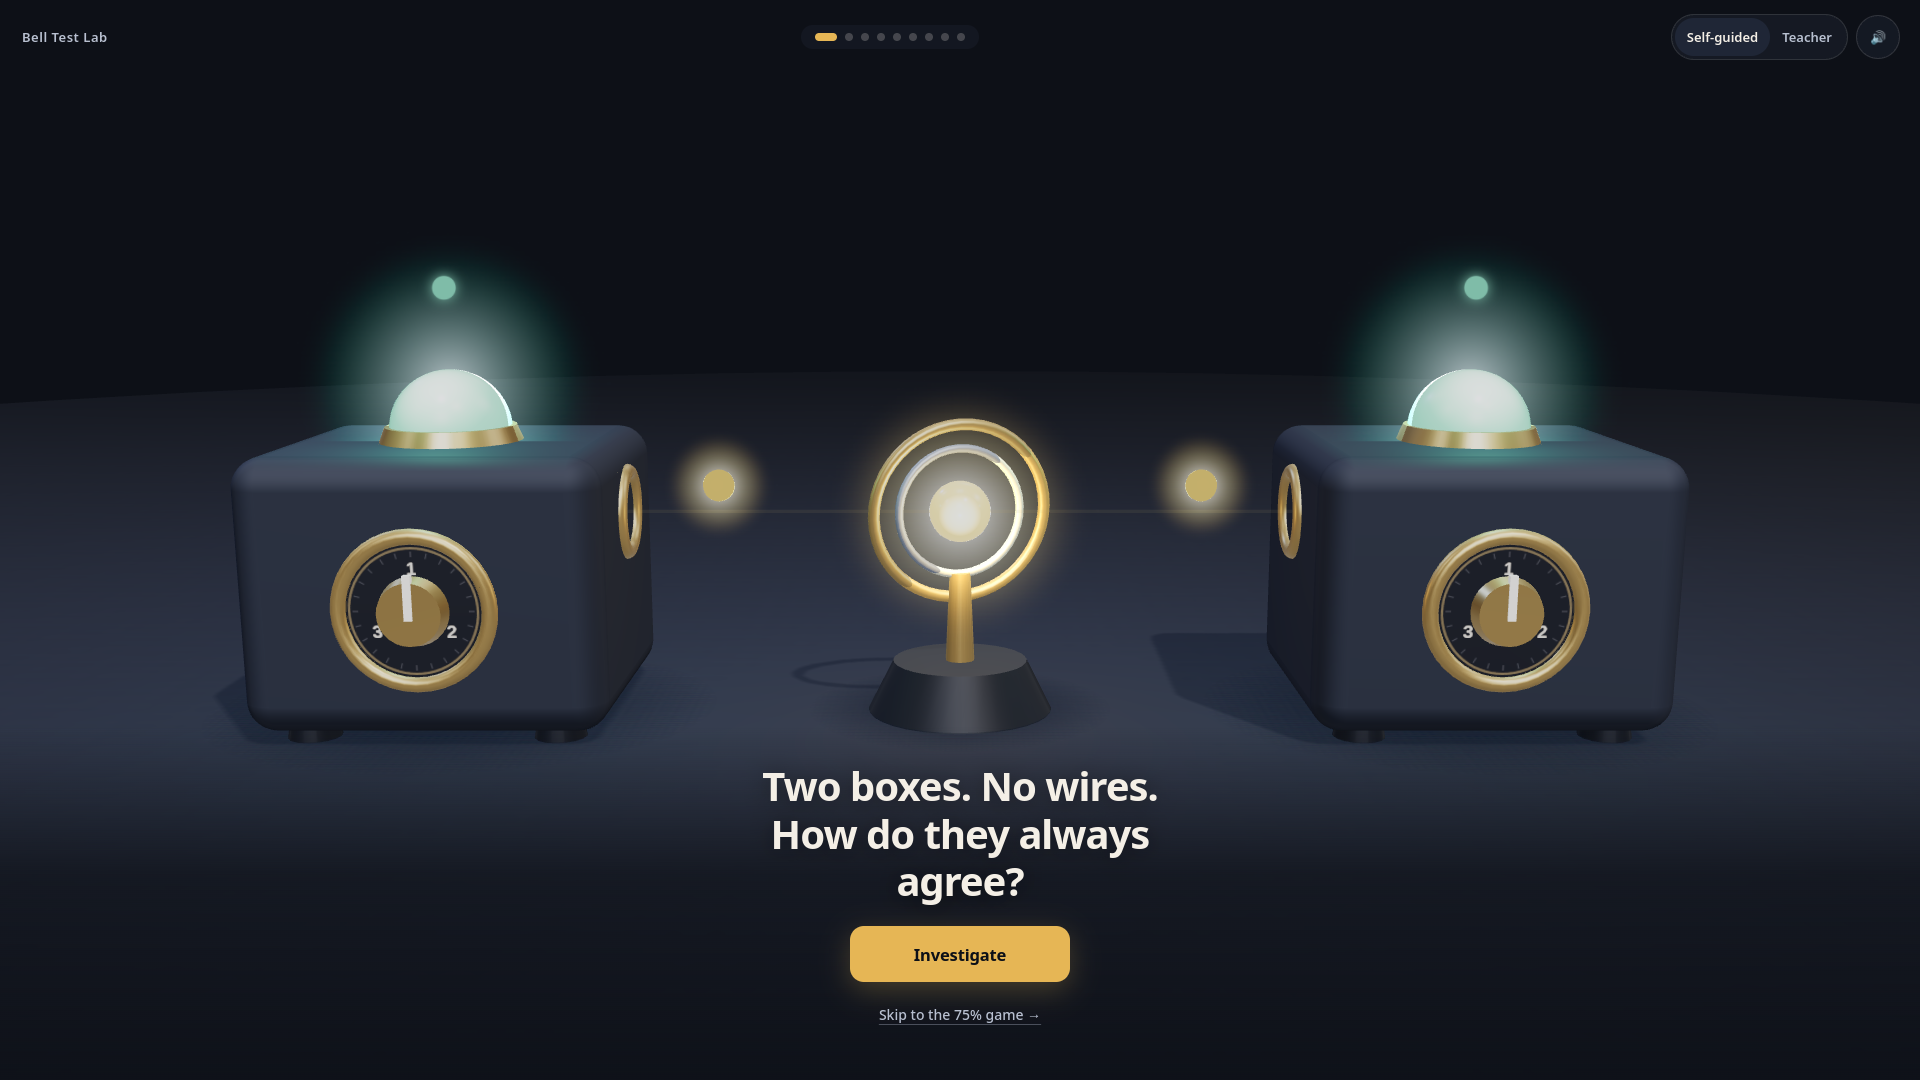 Bell Test Lab
Self-guided
Teacher
1
3
2
1
3
2
Two boxes. No wires.
How do they always
agree?
Investigate
Skip to the 75% game →